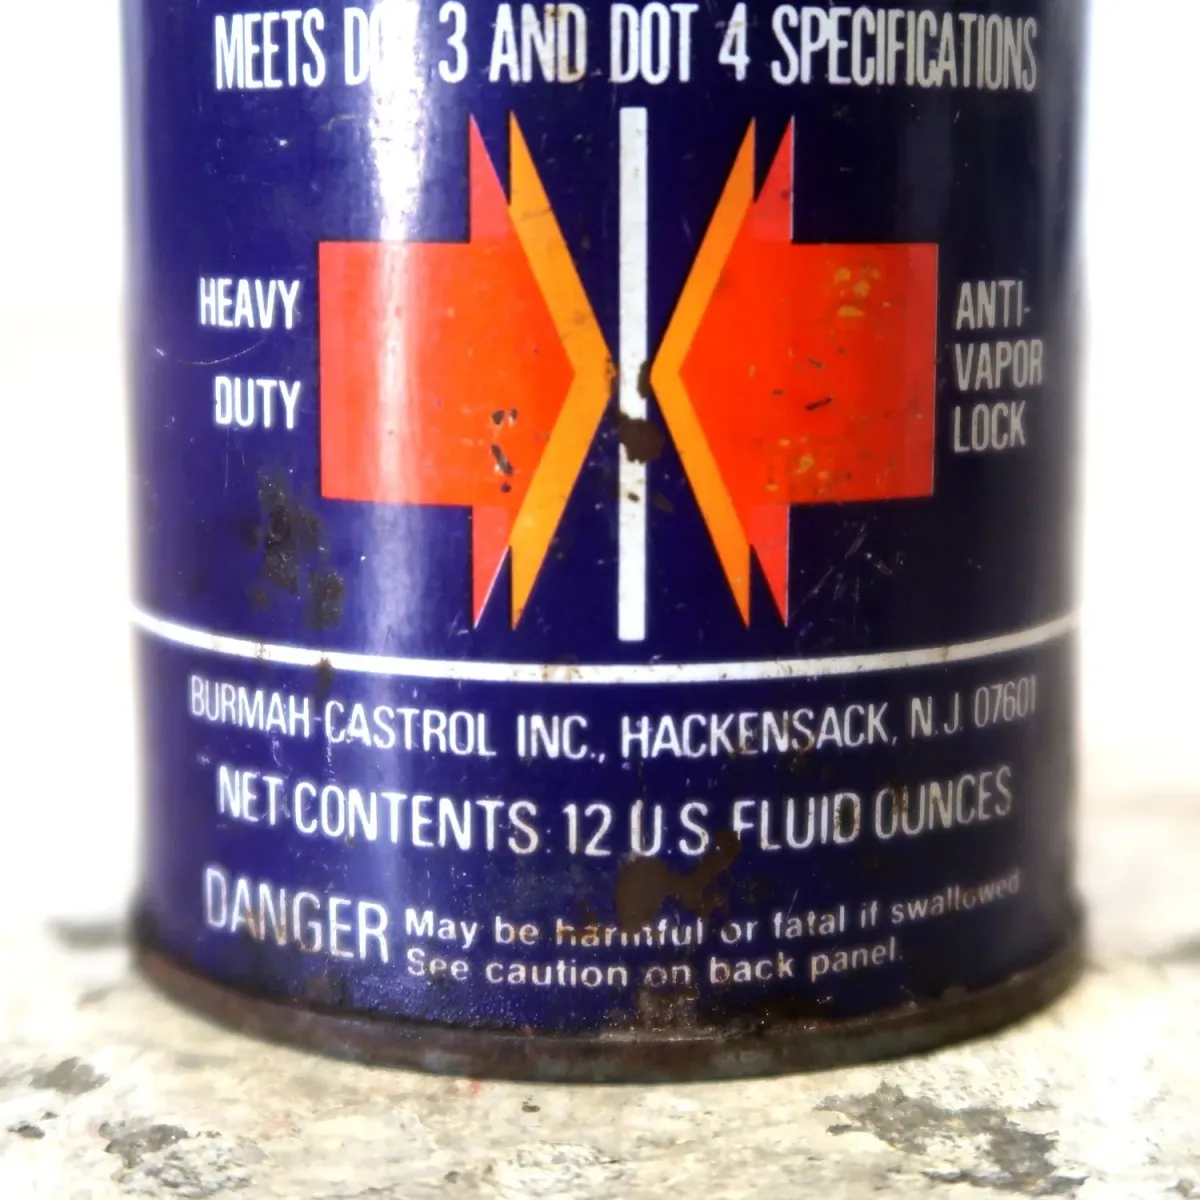 MEETS DOT 3 AND DOT 4 SPECIFICATIONS
HEAVY
DUTY
ANTI-
VAPOR
LOCK
BURMAH-CASTROL INC., HACKENSACK, N.J. 07601
NET CONTENTS: 12 U.S. FLUID OUNCES
DANGER May be harmful or fatal if swallowed.
See caution on back panel.